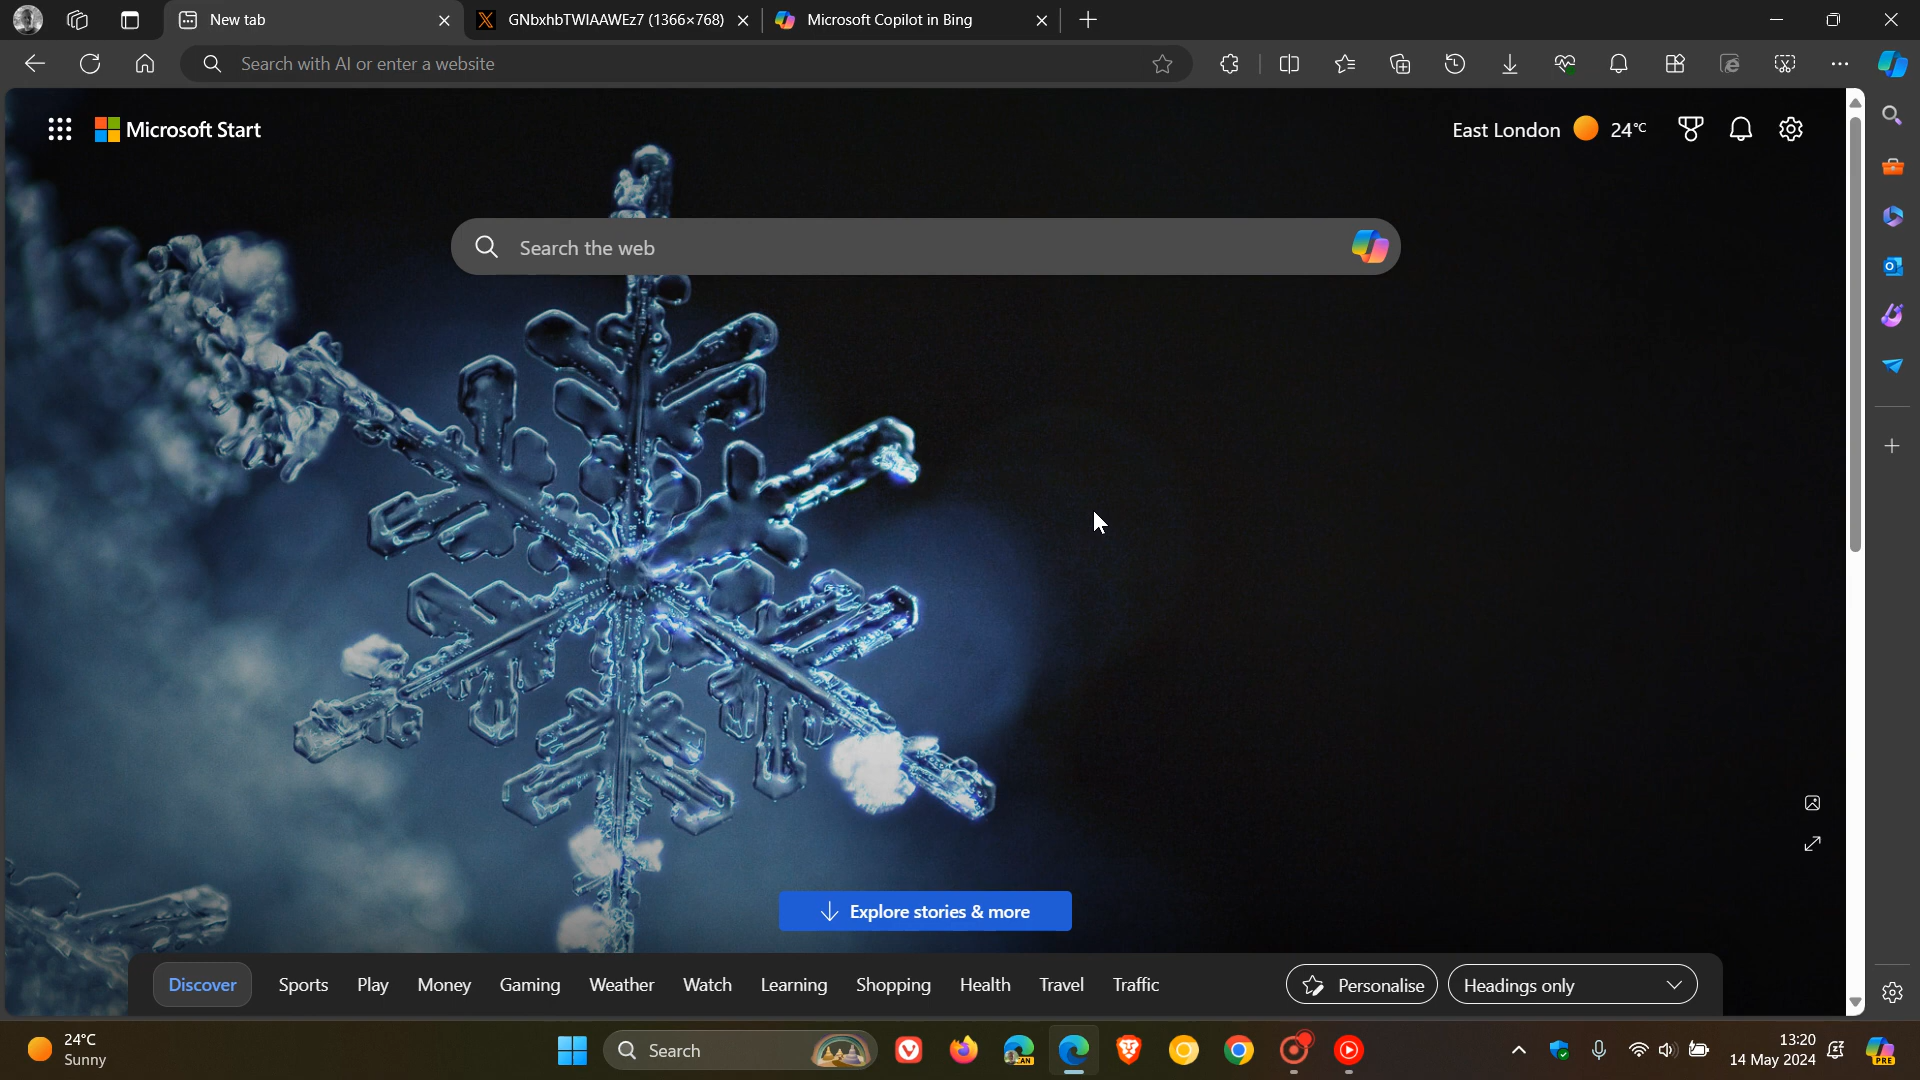 New tab
GNbxhbTWIAAWEz7 (1366×768)
Microsoft Copilot in Bing
Search with AI or enter a website
Microsoft Start
East London 24°C
Search the web
Explore stories & more
Discover Sports Play Money Gaming Weather Watch Learning Shopping Health Travel Traffic Personalise Headings only
24°C
Sunny
Search
CAN
13:20
14 May 2024
PRE